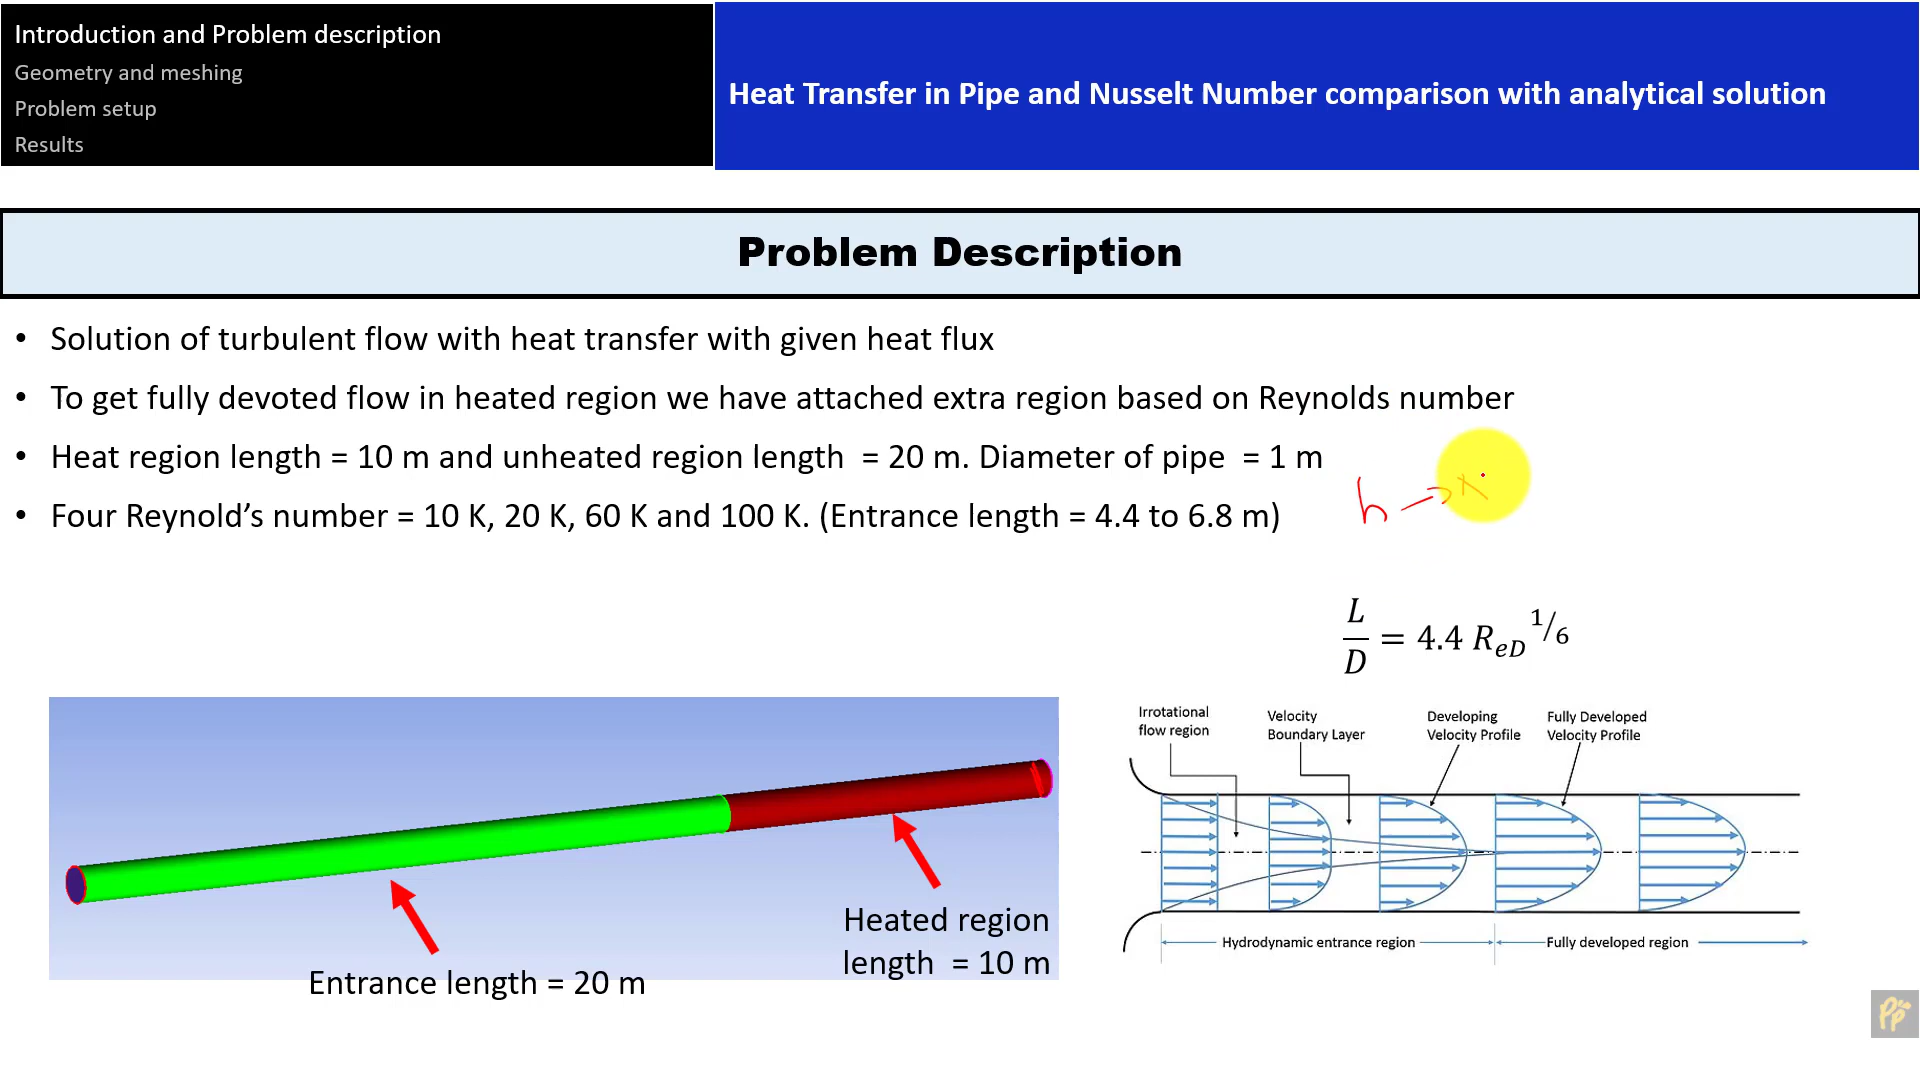 Introduction and Problem description
Geometry and meshing
Problem setup
Results
Heat Transfer in Pipe and Nusselt Number comparison with analytical solution
Problem Description
• Solution of turbulent flow with heat transfer with given heat flux
• To get fully devoted flow in heated region we have attached extra region based on Reynolds number
• Heat region length = 10 m and unheated region length  = 20 m. Diameter of pipe  = 1 m
• Four Reynold’s number = 10 K, 20 K, 60 K and 100 K. (Entrance length = 4.4 to 6.8 m)
h → x
L/D = 4.4 R_eD^1/6
Irrotational
flow region
Velocity
Boundary Layer
Developing
Velocity Profile
Fully Developed
Velocity Profile
Hydrodynamic entrance region
Fully developed region
Heated region
length  = 10 m
Entrance length = 20 m